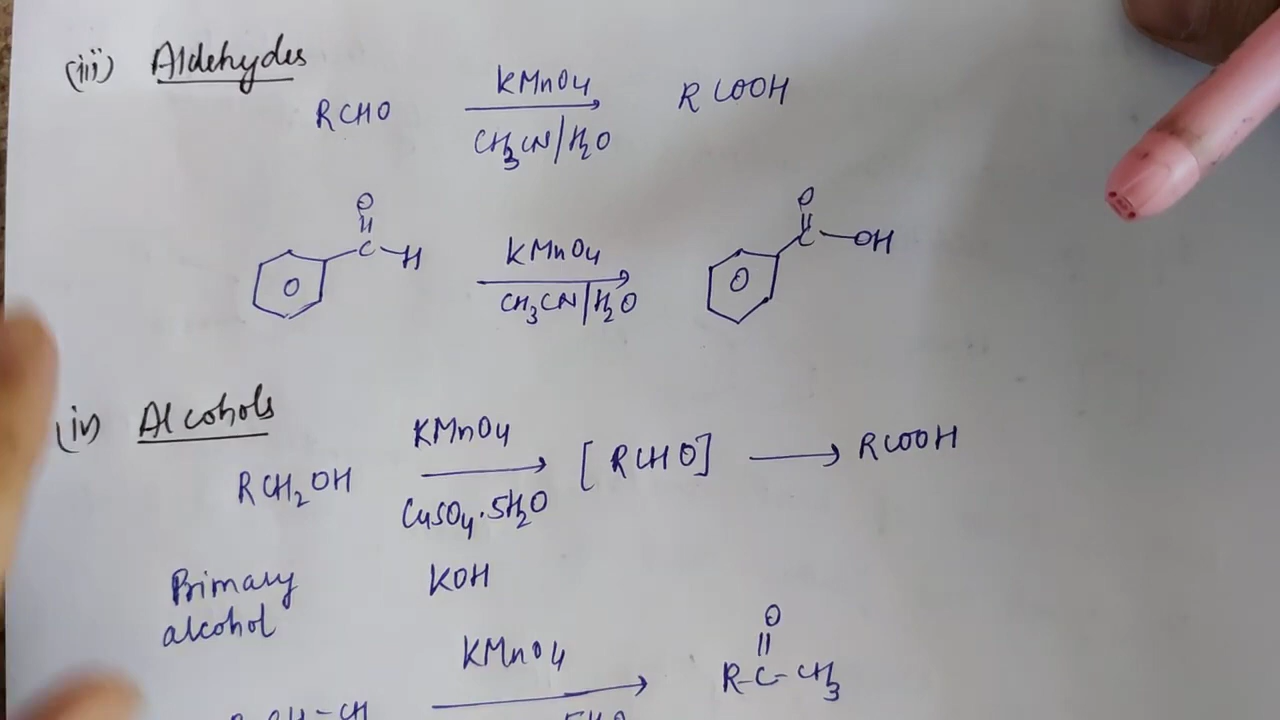 (iii) Aldehydes
RCHO KMnO4 RCOOH
CH3CN/H2O
O O
C H KMnO4 C OH
CH3CN/H2O
(iv) Alcohols
RCH2OH KMnO4 [RCHO] RCOOH
CuSO4.5H2O
Primary KOH
alcohol
O
KMnO4 R-C-CH3